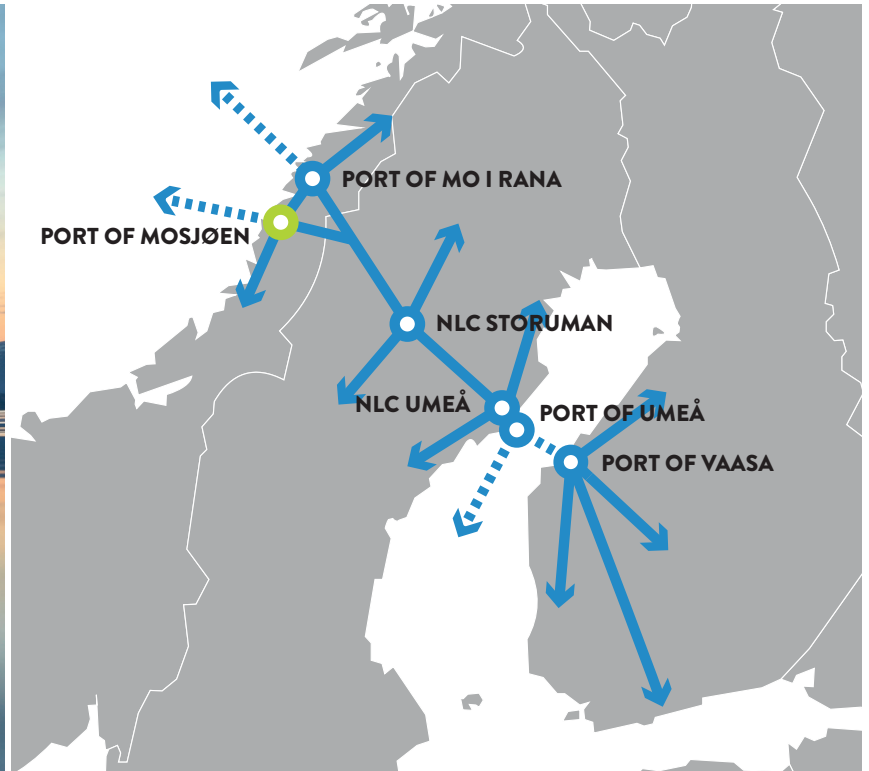 PORT OF MO I RANA
PORT OF MOSJØEN
NLC STORUMAN
NLC UMEÅ
PORT OF UMEÅ
PORT OF VAASA